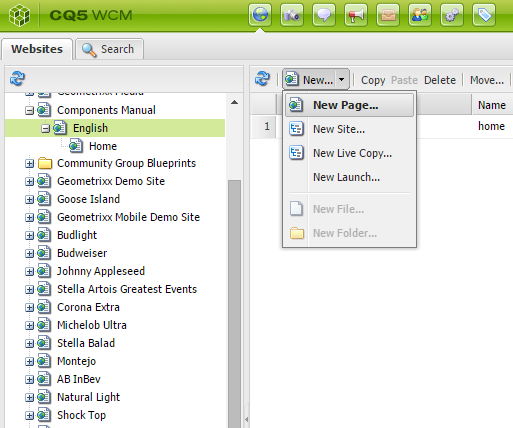 CQ5 WCM
Websites
Search
New...
Copy Paste Delete Move...
Geometrixx Media
Components Manual
English
Home
Community Group Blueprints
Geometrixx Demo Site
Goose Island
Geometrixx Mobile Demo Site
Budlight
Budweiser
Johnny Appleseed
Stella Artois Greatest Events
Corona Extra
Michelob Ultra
Stella Balad
Montejo
AB InBev
Natural Light
Shock Top
Name
1 home
New Page...
New Site...
New Live Copy...
New Launch...
New File...
New Folder...